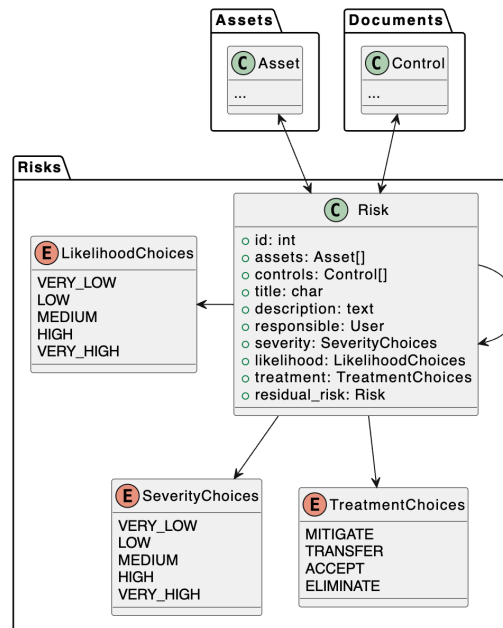 Assets
Documents
C Asset
...
C Control
...
Risks
C Risk
id: int
assets: Asset[]
controls: Control[]
title: char
description: text
responsible: User
severity: SeverityChoices
likelihood: LikelihoodChoices
treatment: TreatmentChoices
residual_risk: Risk
E LikelihoodChoices
VERY_LOW
LOW
MEDIUM
HIGH
VERY_HIGH
E SeverityChoices
VERY_LOW
LOW
MEDIUM
HIGH
VERY_HIGH
E TreatmentChoices
MITIGATE
TRANSFER
ACCEPT
ELIMINATE